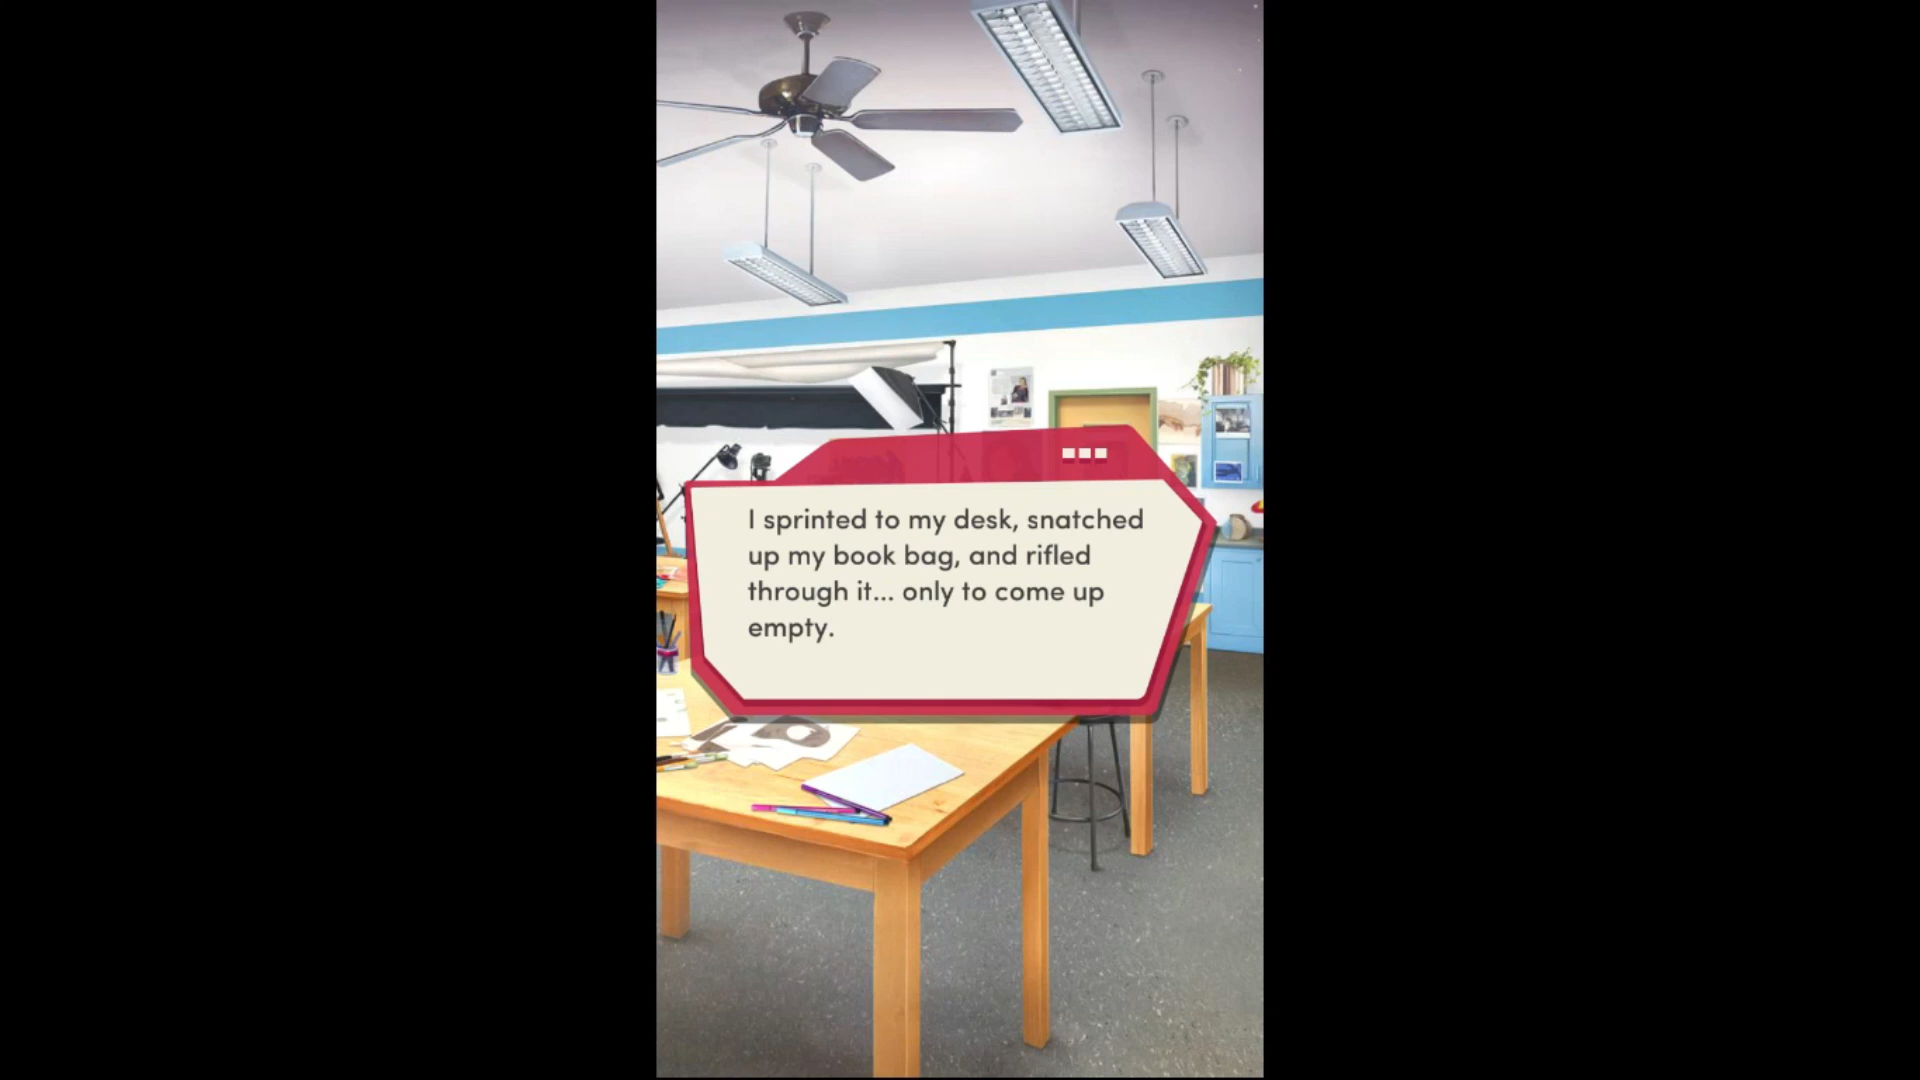 I sprinted to my desk, snatched
up my book bag, and rifled
through it... only to come up
empty.